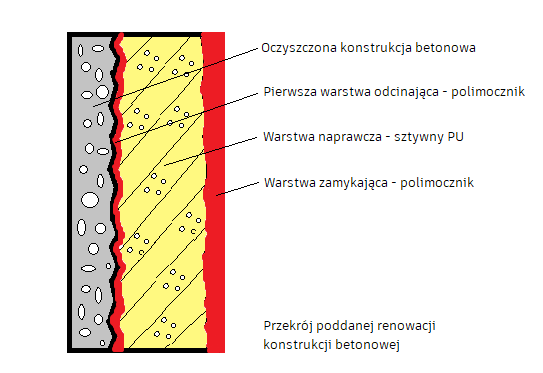 Oczyszczona konstrukcja betonowa
Pierwsza warstwa odcinająca - polimocznik
Warstwa naprawcza - sztywny PU
Warstwa zamykająca - polimocznik
Przekrój poddanej renowacji
konstrukcji betonowej